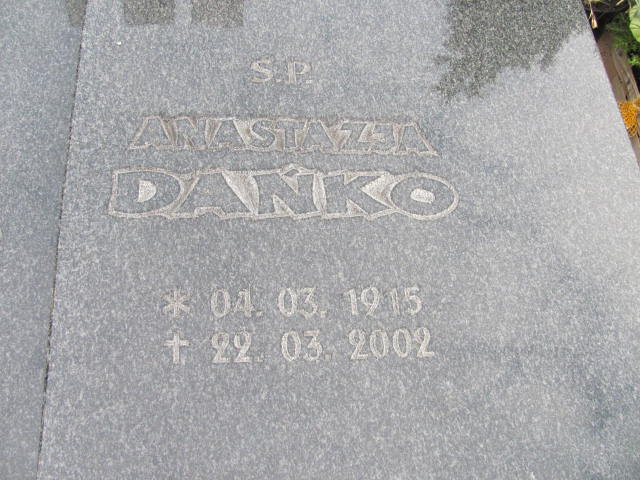 Ś.P.
ANASTAZJA
DAŃKO
* 04. 03. 1915
† 22. 03. 2002